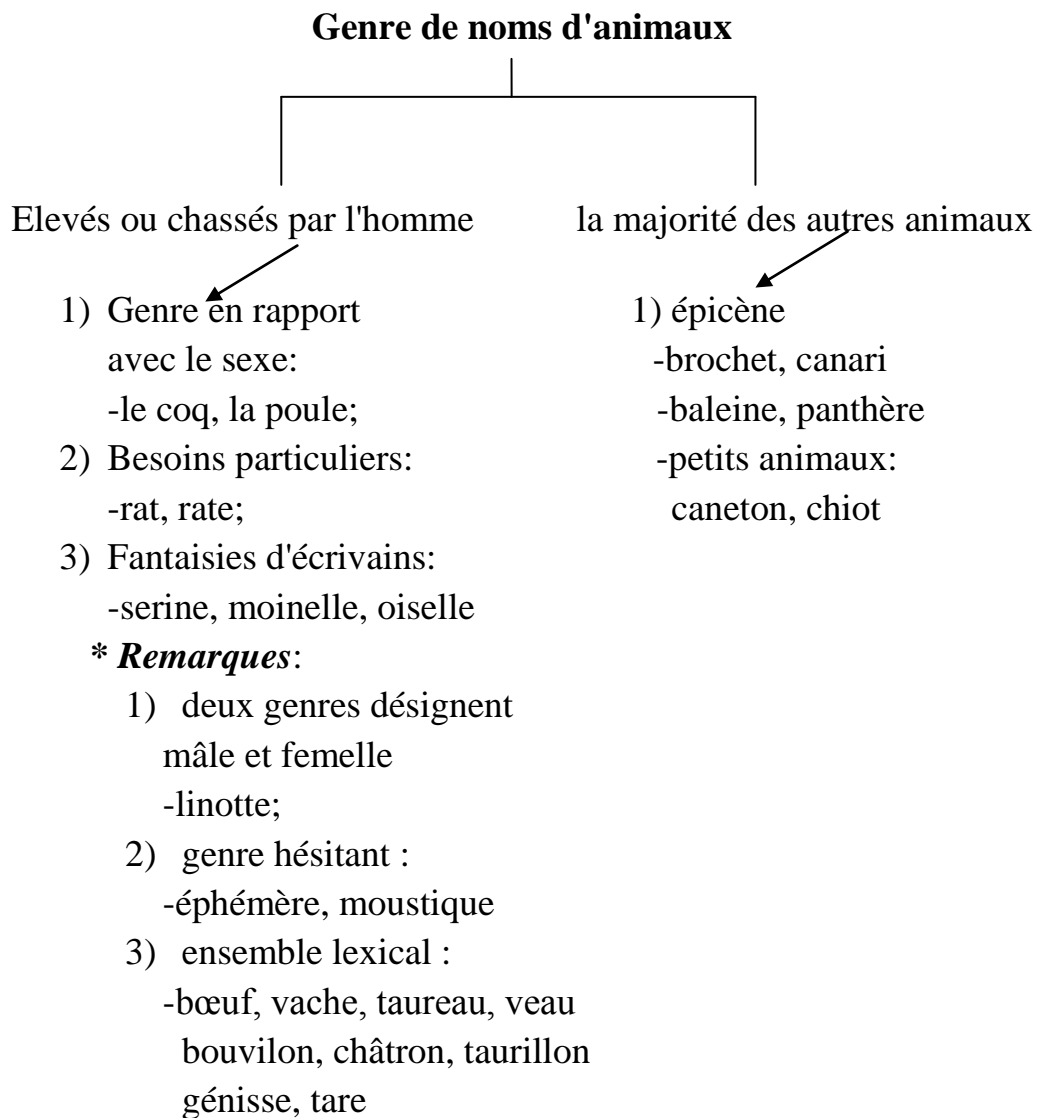 Genre de noms d'animaux
Elevés ou chassés par l'homme
1) Genre en rapport
avec le sexe:
-le coq, la poule;
2) Besoins particuliers:
-rat, rate;
3) Fantaisies d'écrivains:
-serine, moinelle, oiselle
* Remarques:
1) deux genres désignent
mâle et femelle
-linotte;
2) genre hésitant :
-éphémère, moustique
3) ensemble lexical :
-bœuf, vache, taureau, veau
bouvilon, châtron, taurillon
génisse, tare
la majorité des autres animaux
1) épicène
-brochet, canari
-baleine, panthère
-petits animaux:
caneton, chiot